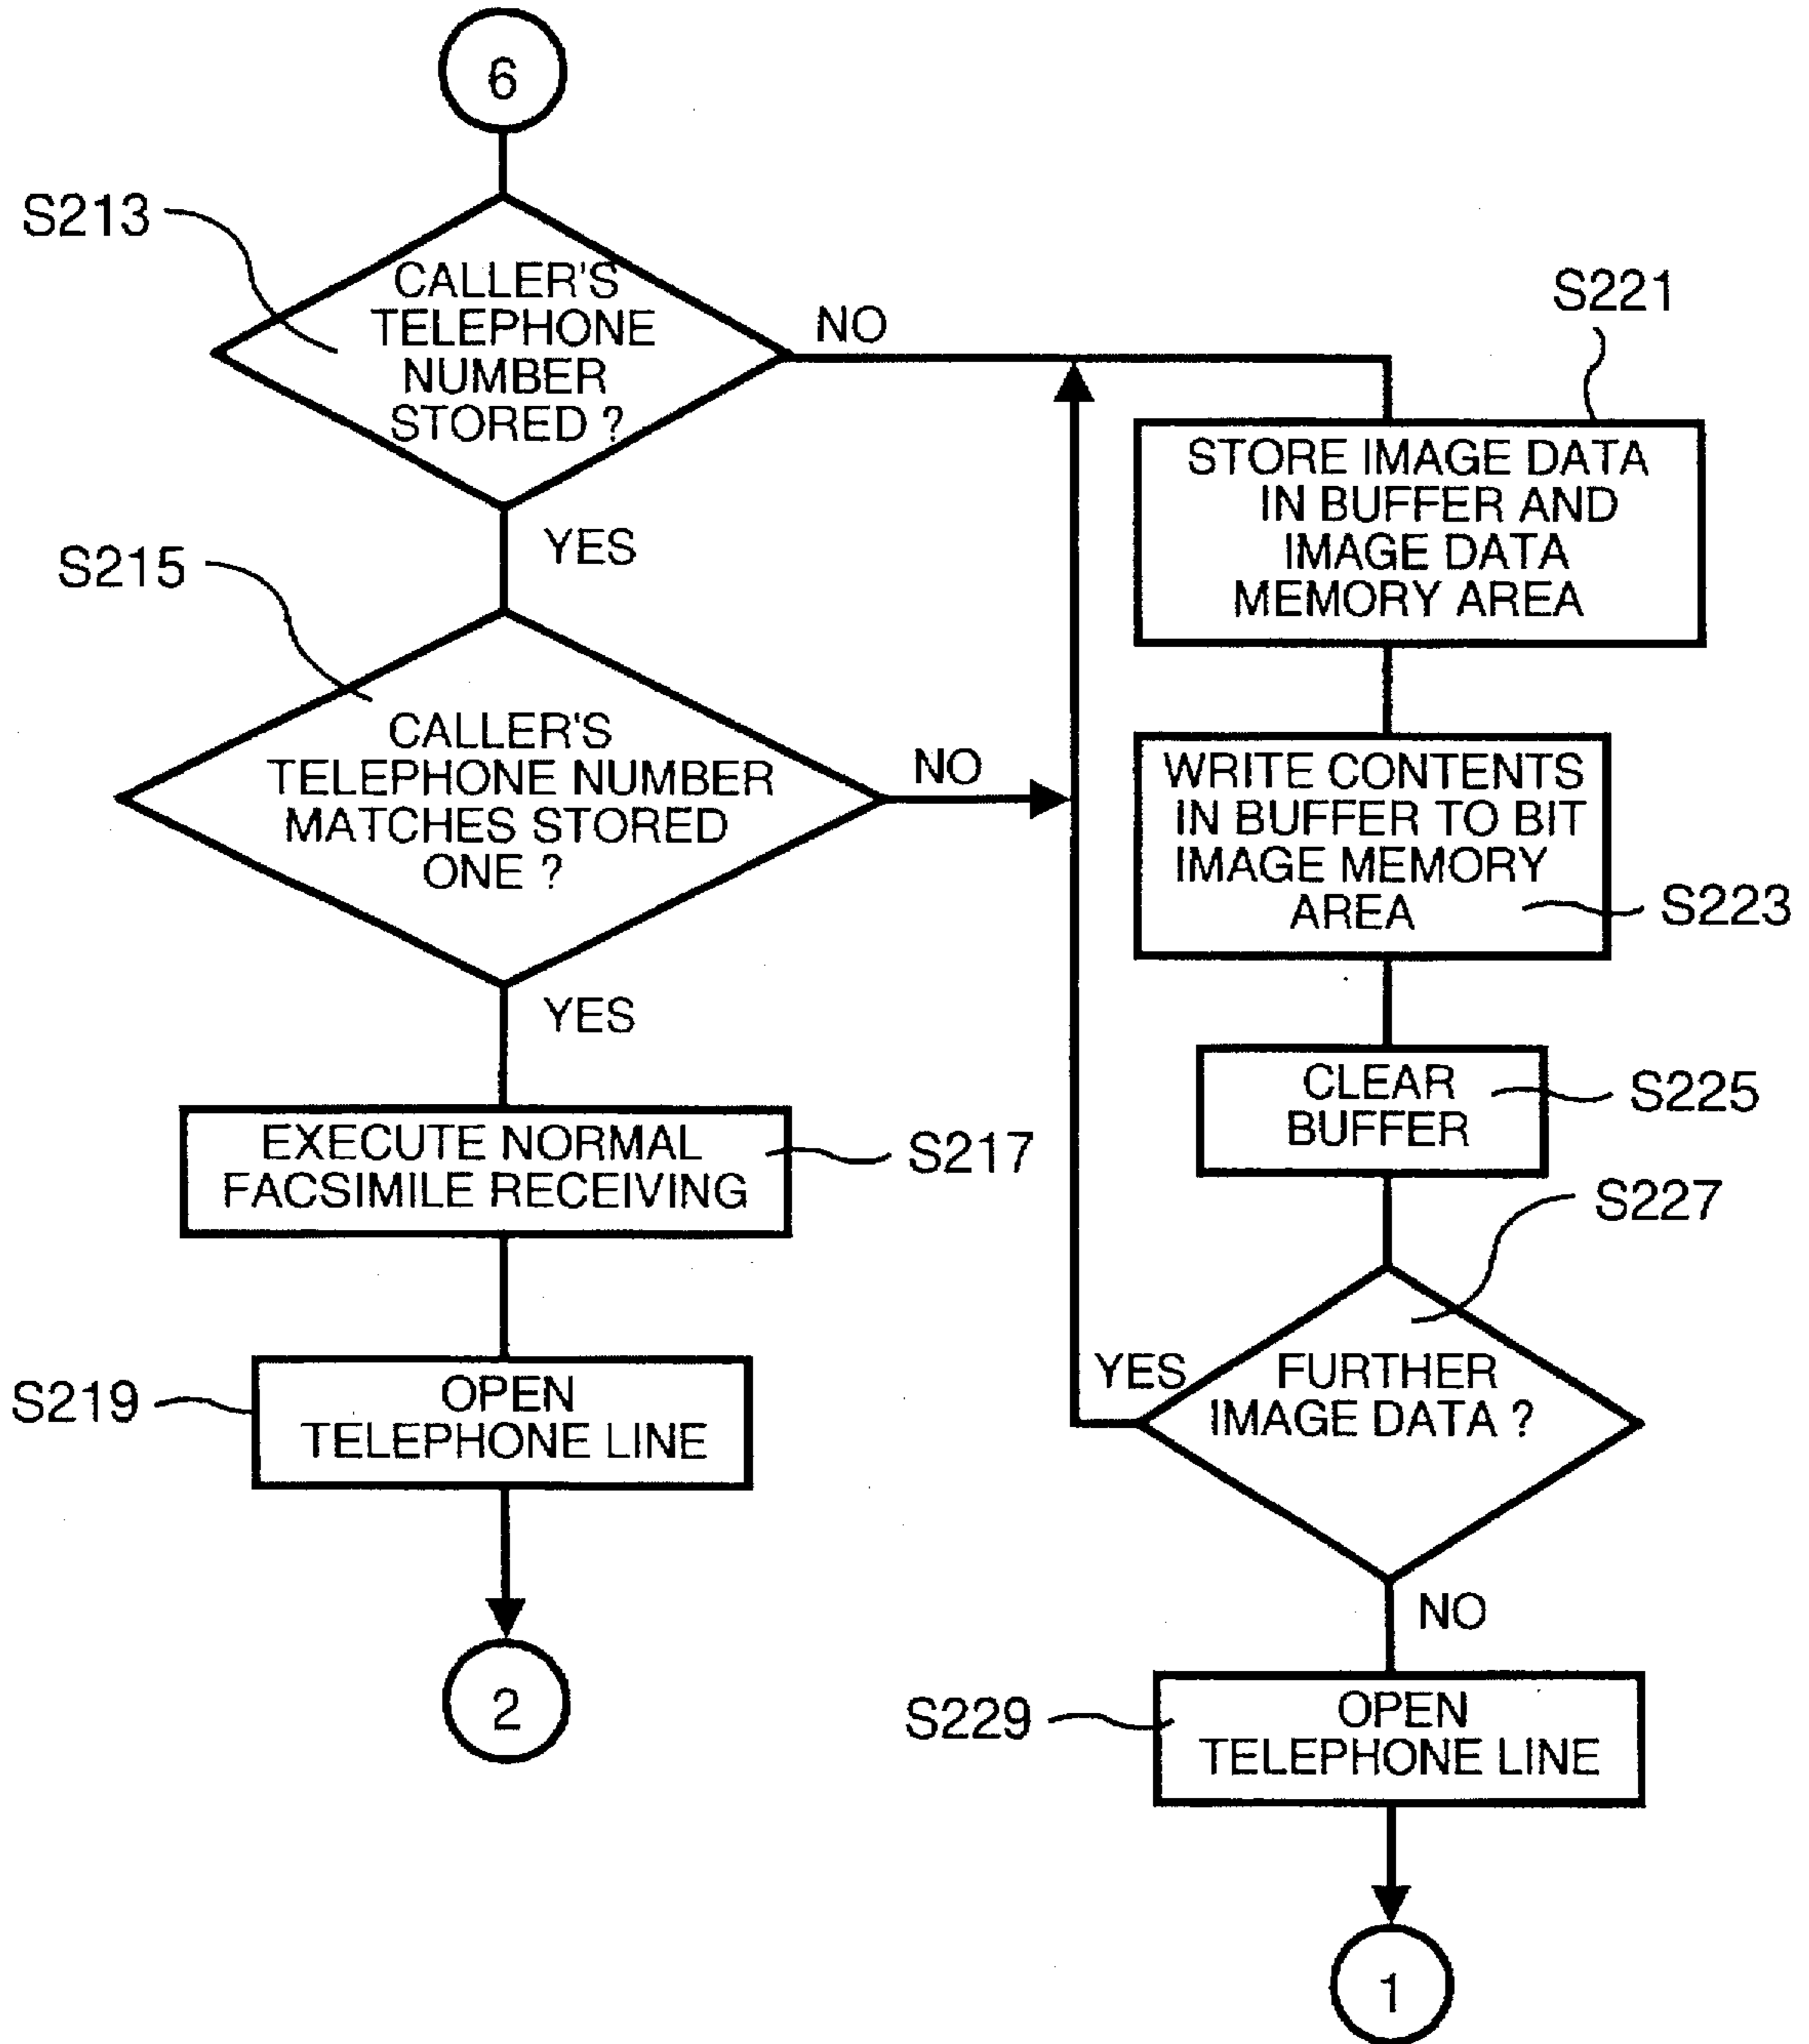 6
S213
CALLER'S
TELEPHONE
NUMBER
STORED ?
NO
YES
S215
CALLER'S
TELEPHONE NUMBER
MATCHES STORED
ONE ?
NO
YES
EXECUTE NORMAL
FACSIMILE RECEIVING
S217
S219
OPEN
TELEPHONE LINE
2
S221
STORE IMAGE DATA
IN BUFFER AND
IMAGE DATA
MEMORY AREA
WRITE CONTENTS
IN BUFFER TO BIT
IMAGE MEMORY
AREA
S223
CLEAR
BUFFER
S225
S227
YES
FURTHER
IMAGE DATA ?
NO
S229
OPEN
TELEPHONE LINE
1